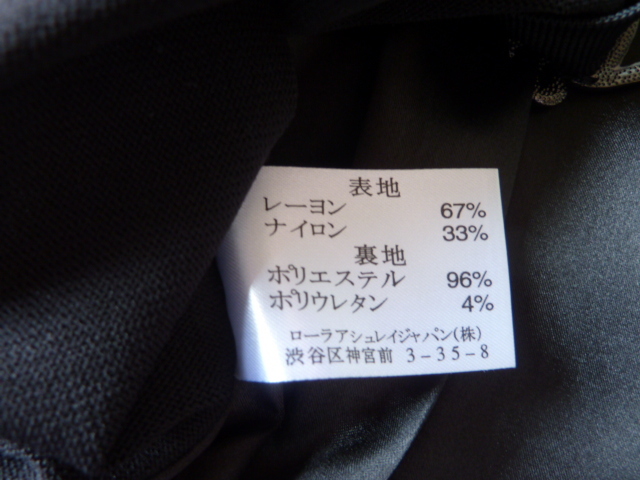 表地
レーヨン 67%
ナイロン 33%
裏地
ポリエステル 96%
ポリウレタン 4%
ローラアシュレイジャパン(株)
渋谷区神宮前 3-35-8